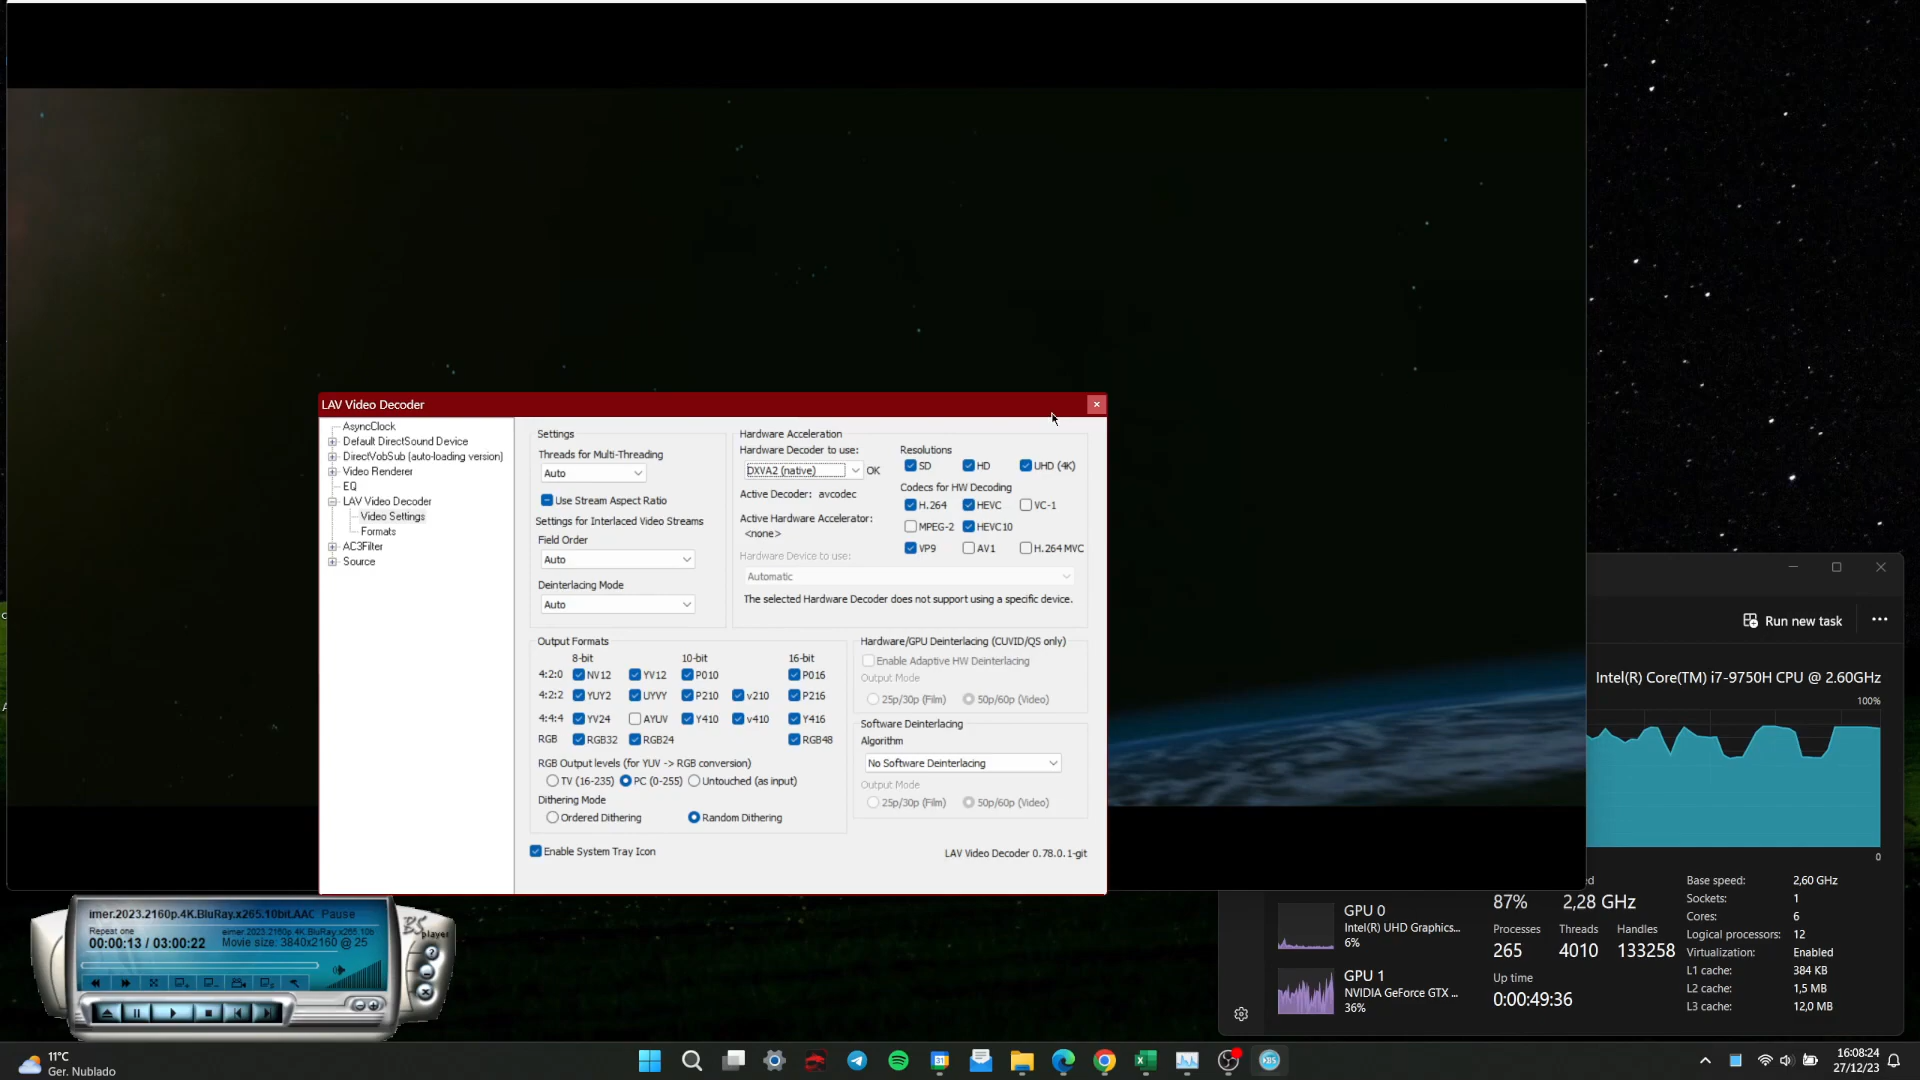 LAV Video Decoder
AsyncClock
Default DirectSound Device
DirectVobSub (auto-loading version)
Video Renderer
EQ
LAV Video Decoder
Video Settings
Formats
AC3Filter
Source
Settings
Threads for Multi-Threading
Auto
Use Stream Aspect Ratio
Settings for Interlaced Video Streams
Field Order
Auto
Deinterlacing Mode
Auto
Hardware Acceleration
Hardware Decoder to use:
DXVA2 (native) OK
Active Decoder: avcodec
Active Hardware Accelerator:
<none>
Hardware Device to use:
Automatic
The selected Hardware Decoder does not support using a specific device.
Resolutions
SD HD UHD (4K)
Codecs for HW Decoding
H.264 HEVC VC-1
MPEG-2 HEVC10
VP9 AV1 H.264 MVC
Output Formats
8-bit 10-bit 16-bit
4:2:0 NV12 YV12 P010 P016
4:2:2 YUY2 UYVY P210 v210 P216
4:4:4 YV24 AYUV Y410 v410 Y416
RGB RGB32 RGB24 RGB48
RGB Output levels (for YUV -> RGB conversion)
TV (16-235) PC (0-255) Untouched (as input)
Dithering Mode
Ordered Dithering Random Dithering
Hardware/GPU Deinterlacing (CUVID/QS only)
Enable Adaptive HW Deinterlacing
Output Mode
25p/30p (Film) 50p/60p (Video)
Software Deinterlacing
Algorithm
No Software Deinterlacing
Output Mode
25p/30p (Film) 50p/60p (Video)
Enable System Tray Icon
LAV Video Decoder 0.78.0.1-git
Run new task
Intel(R) Core(TM) i7-9750H CPU @ 2.60GHz
100%
0
GPU 0
Intel(R) UHD Graphics...
6%
GPU 1
NVIDIA GeForce GTX ...
36%
87% 2,28 GHz
Processes Threads Handles
265 4010 133258
Up time
0:00:49:36
Base speed: 2,60 GHz
Sockets: 1
Cores: 6
Logical processors: 12
Virtualization: Enabled
L1 cache: 384 KB
L2 cache: 1,5 MB
L3 cache: 12,0 MB
imer.2023.2160p.4K.BluRay.x265.10bit.AAC Pause
Repeat one
eimer.2023.2160p.4K.BluRay.x265.10b
00:00:13 / 03:00:22
Movie size: 3840x2160 @ 25
BS player
11°C
Ger. Nublado
16:08:24
27/12/23